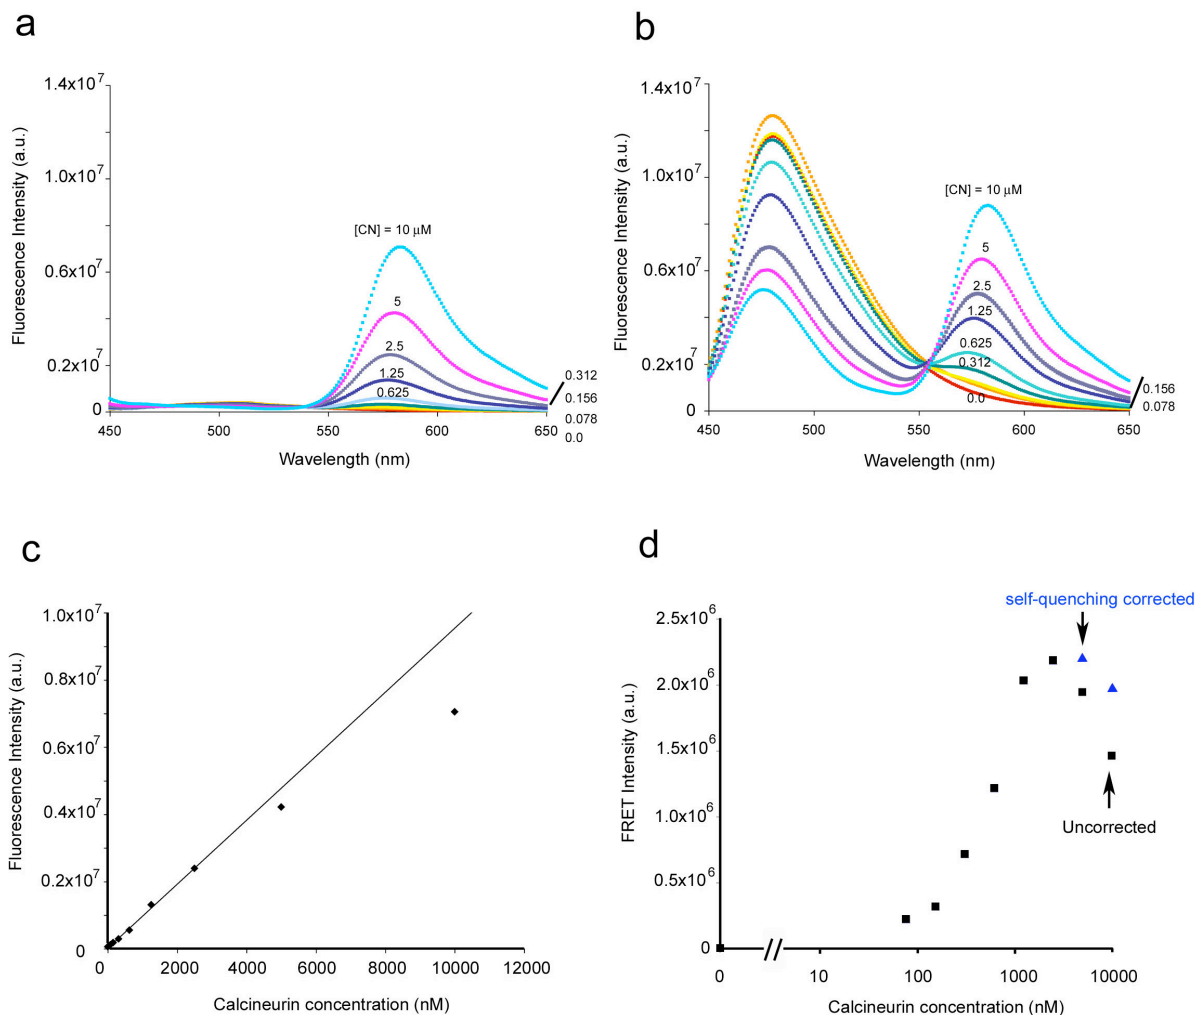 a
1.4x10^7
1.0x10^7
0.6x10^7
0.2x10^7
0
Fluorescence Intensity (a.u.)
[CN] = 10 µM
5
2.5
1.25
0.625
0.312
0.156
0.078
0.0
450
500
550
600
650
Wavelength (nm)
b
1.4x10^7
1.0x10^7
0.6x10^7
0.2x10^7
0
Fluorescence Intensity (a.u.)
[CN] = 10 µM
5
2.5
1.25
0.625
0.312
0.0
0.156
0.078
450
500
550
600
650
Wavelength (nm)
c
1.0x10^7
0.8x10^7
0.6x10^7
0.4x10^7
0.2x10^7
0
Fluorescence Intensity (a.u.)
0
2000
4000
6000
8000
10000
12000
Calcineurin concentration (nM)
d
self-quenching corrected
2.5x10^6
2.0x10^6
1.5x10^6
1.0x10^6
0.5x10^6
0
FRET Intensity (a.u.)
Uncorrected
0
10
100
1000
10000
Calcineurin concentration (nM)